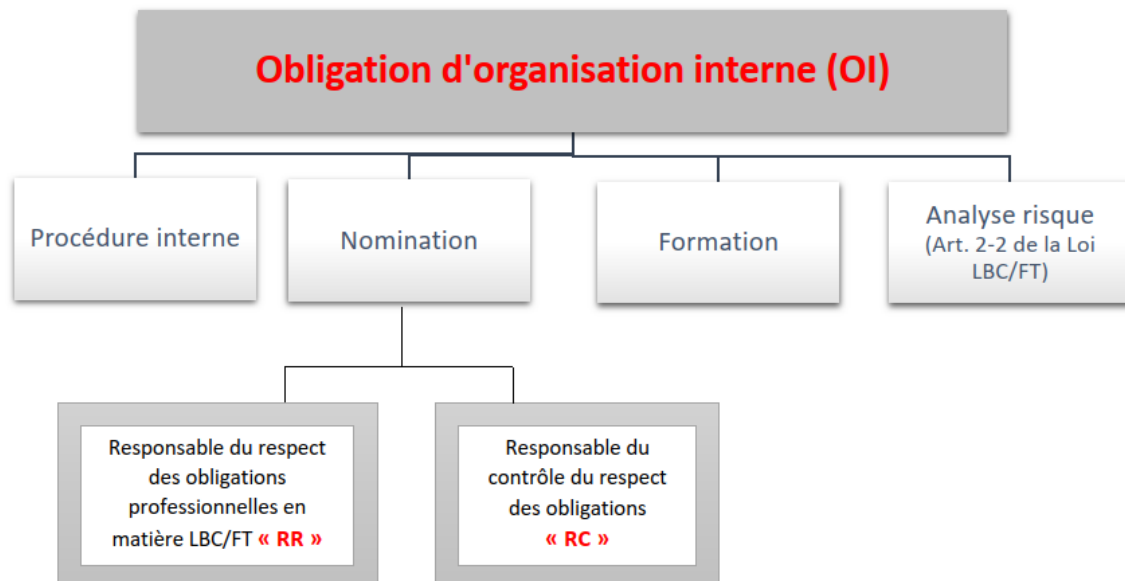 Obligation d'organisation interne (OI)
Procédure interne
Nomination
Formation
Analyse risque
(Art. 2-2 de la Loi
LBC/FT)
Responsable du respect
des obligations
professionnelles en
matière LBC/FT « RR »
Responsable du
contrôle du respect
des obligations
« RC »